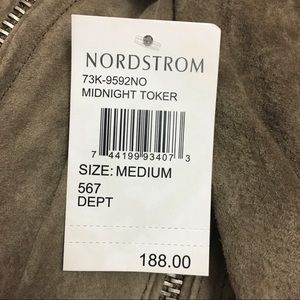 NORDSTROM
73K-9592NO
MIDNIGHT TOKER
7 44199 93407 3
SIZE: MEDIUM
567
DEPT
188.00